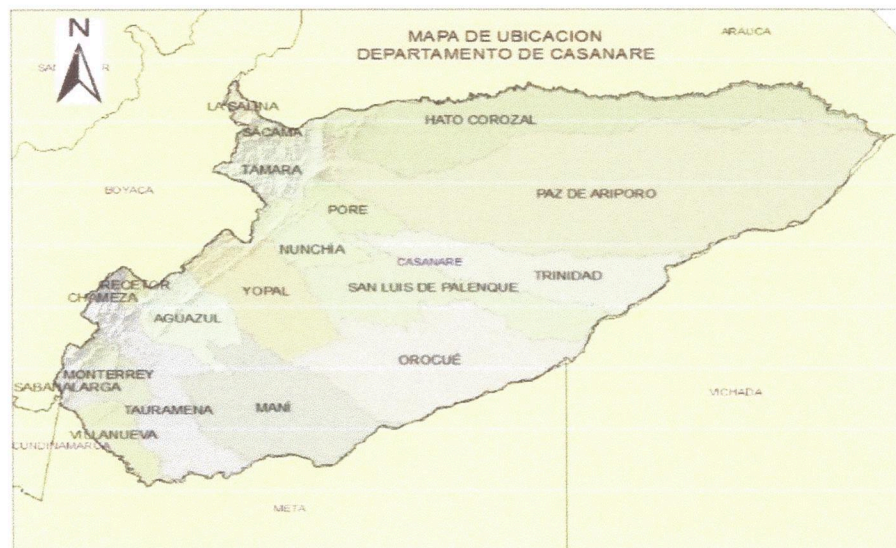 N
MAPA DE UBICACION
DEPARTAMENTO DE CASANARE
ARAUCA
LA SALINA
HATO COROZAL
SACAMA
TAMARA
BOYACA
PAZ DE ARIPORO
PORE
NUNCHÍA
CASANARE
TRINIDAD
RECETOR
CHAMEZA
YOPAL
SAN LUIS DE PALENQUE
AGUAZUL
OROCUÉ
MONTERREY
SABANALARGA
VICHADA
TAURAMENA
MANÍ
VILLANUEVA
CUNDINAMARCA
META